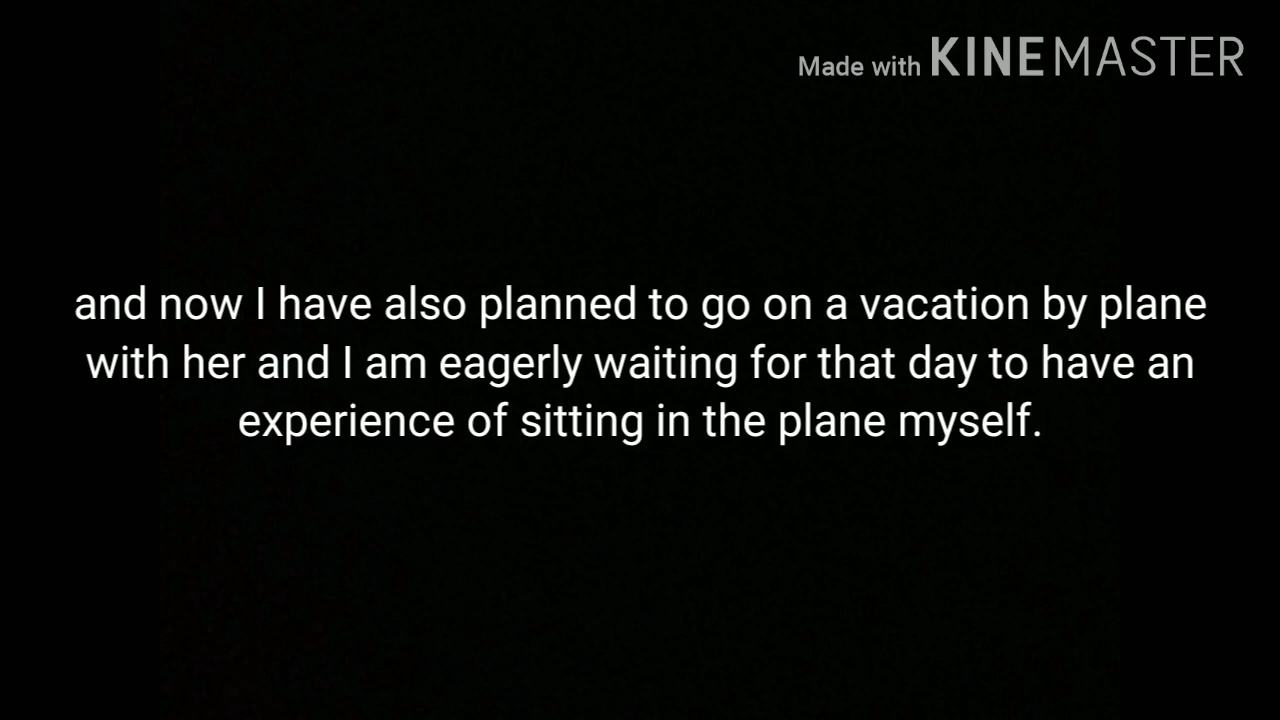 Made with KINEMASTER
and now I have also planned to go on a vacation by plane
with her and I am eagerly waiting for that day to have an
experience of sitting in the plane myself.